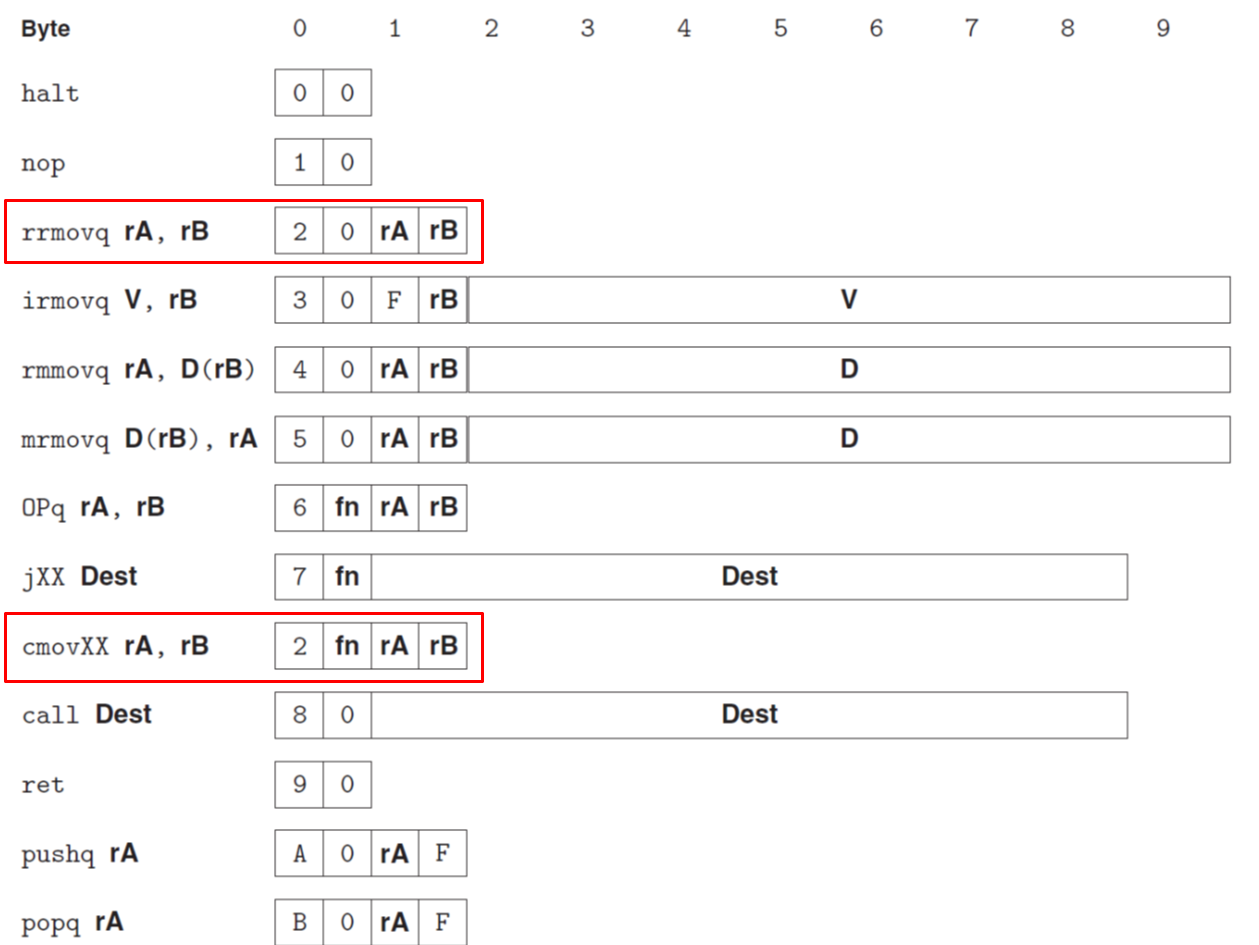 Byte 0 1 2 3 4 5 6 7 8 9
halt 0 0
nop 1 0
rrmovq rA, rB 2 0 rA rB
irmovq V, rB 3 0 F rB V
rmmovq rA, D(rB) 4 0 rA rB D
mrmovq D(rB), rA 5 0 rA rB D
OPq rA, rB 6 fn rA rB
jXX Dest 7 fn Dest
cmovXX rA, rB 2 fn rA rB
call Dest 8 0 Dest
ret 9 0
pushq rA A 0 rA F
popq rA B 0 rA F